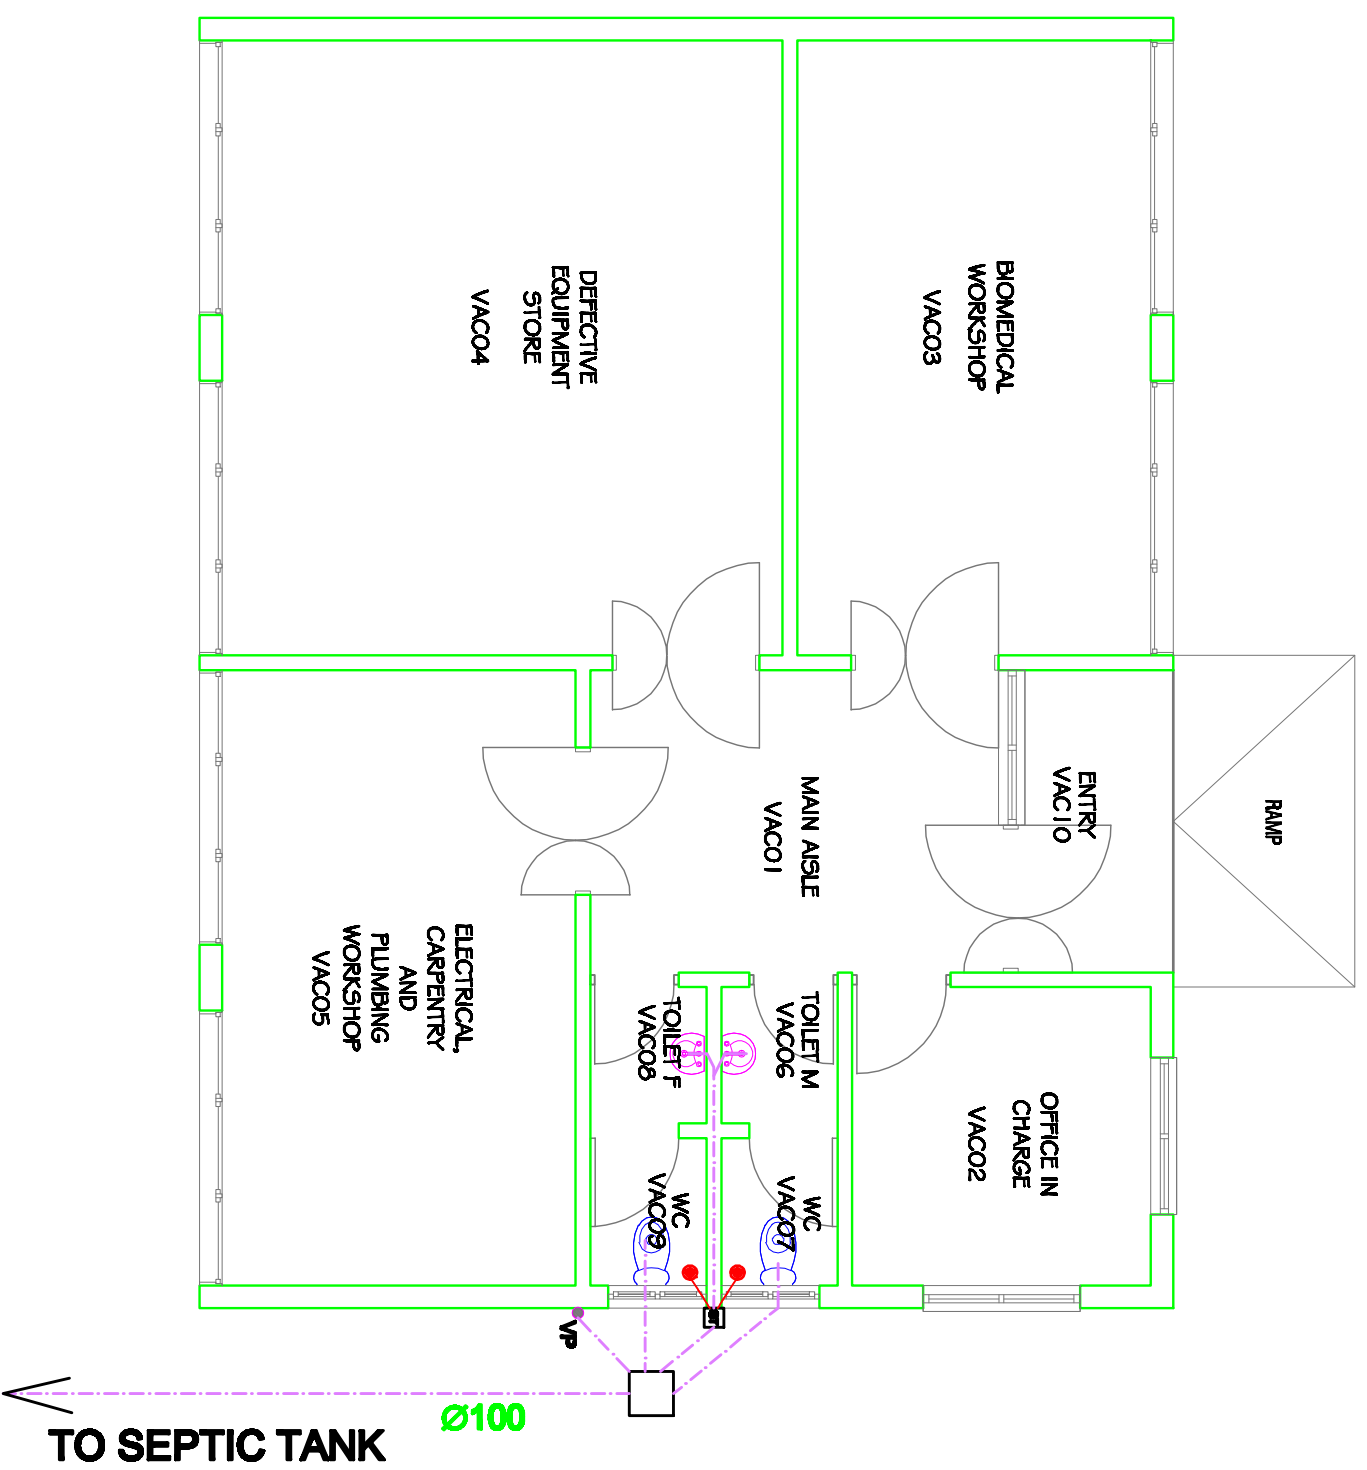 DEFECTIVE
EQUIPMENT
STORE
VAC04
BIOMEDICAL
WORKSHOP
VAC03
ENTRY
VAC10
RAMP
MAIN AISLE
VAC01
ELECTRICAL,
CARPENTRY
AND
PLUMBING
WORKSHOP
VAC05
TOILET F
VAC08
TOILET M
VAC06
OFFICE IN
CHARGE
VAC02
WC
VAC09
WC
VAC07
VP
Ø100
TO SEPTIC TANK